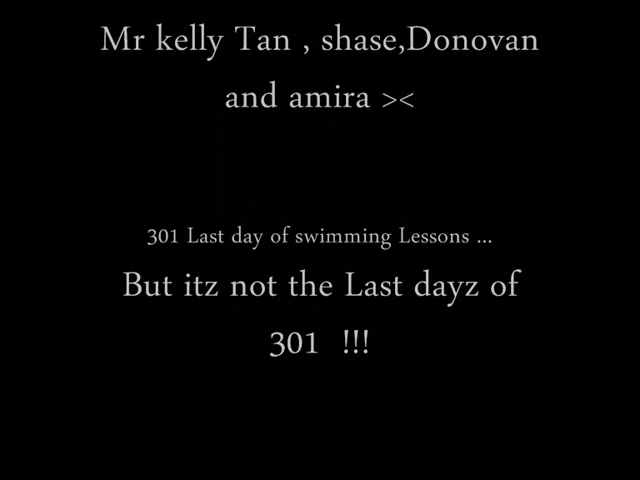 Mr kelly Tan , shase,Donovan
and amira ><
301 Last day of swimming Lessons ...
But itz not the Last dayz of
301 !!!